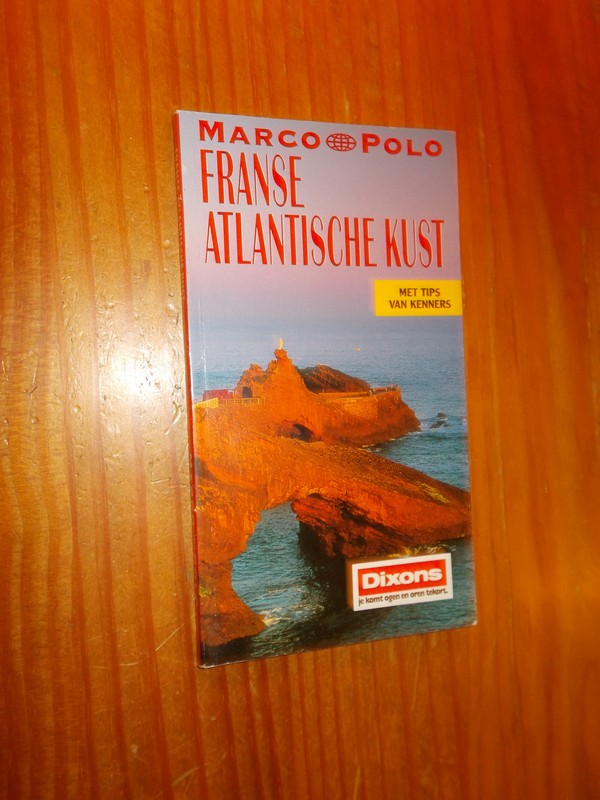 MARCO POLO
FRANSE
ATLANTISCHE KUST
MET TIPS
VAN KENNERS
Dixons
je komt ogen en oren tekort.